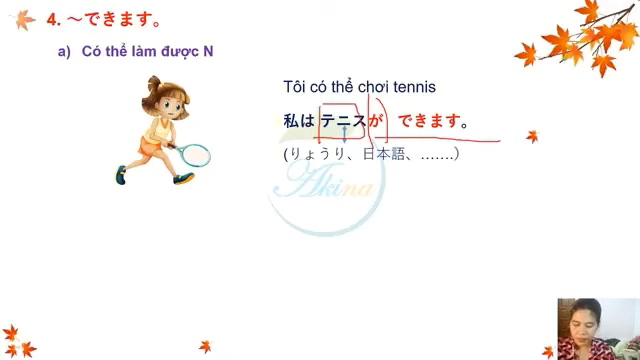 4. ～できます。
a) Có thể làm được N
Tôi có thể chơi tennis
私は テニスが できます。
(りょうり、日本語、…….)
Akina